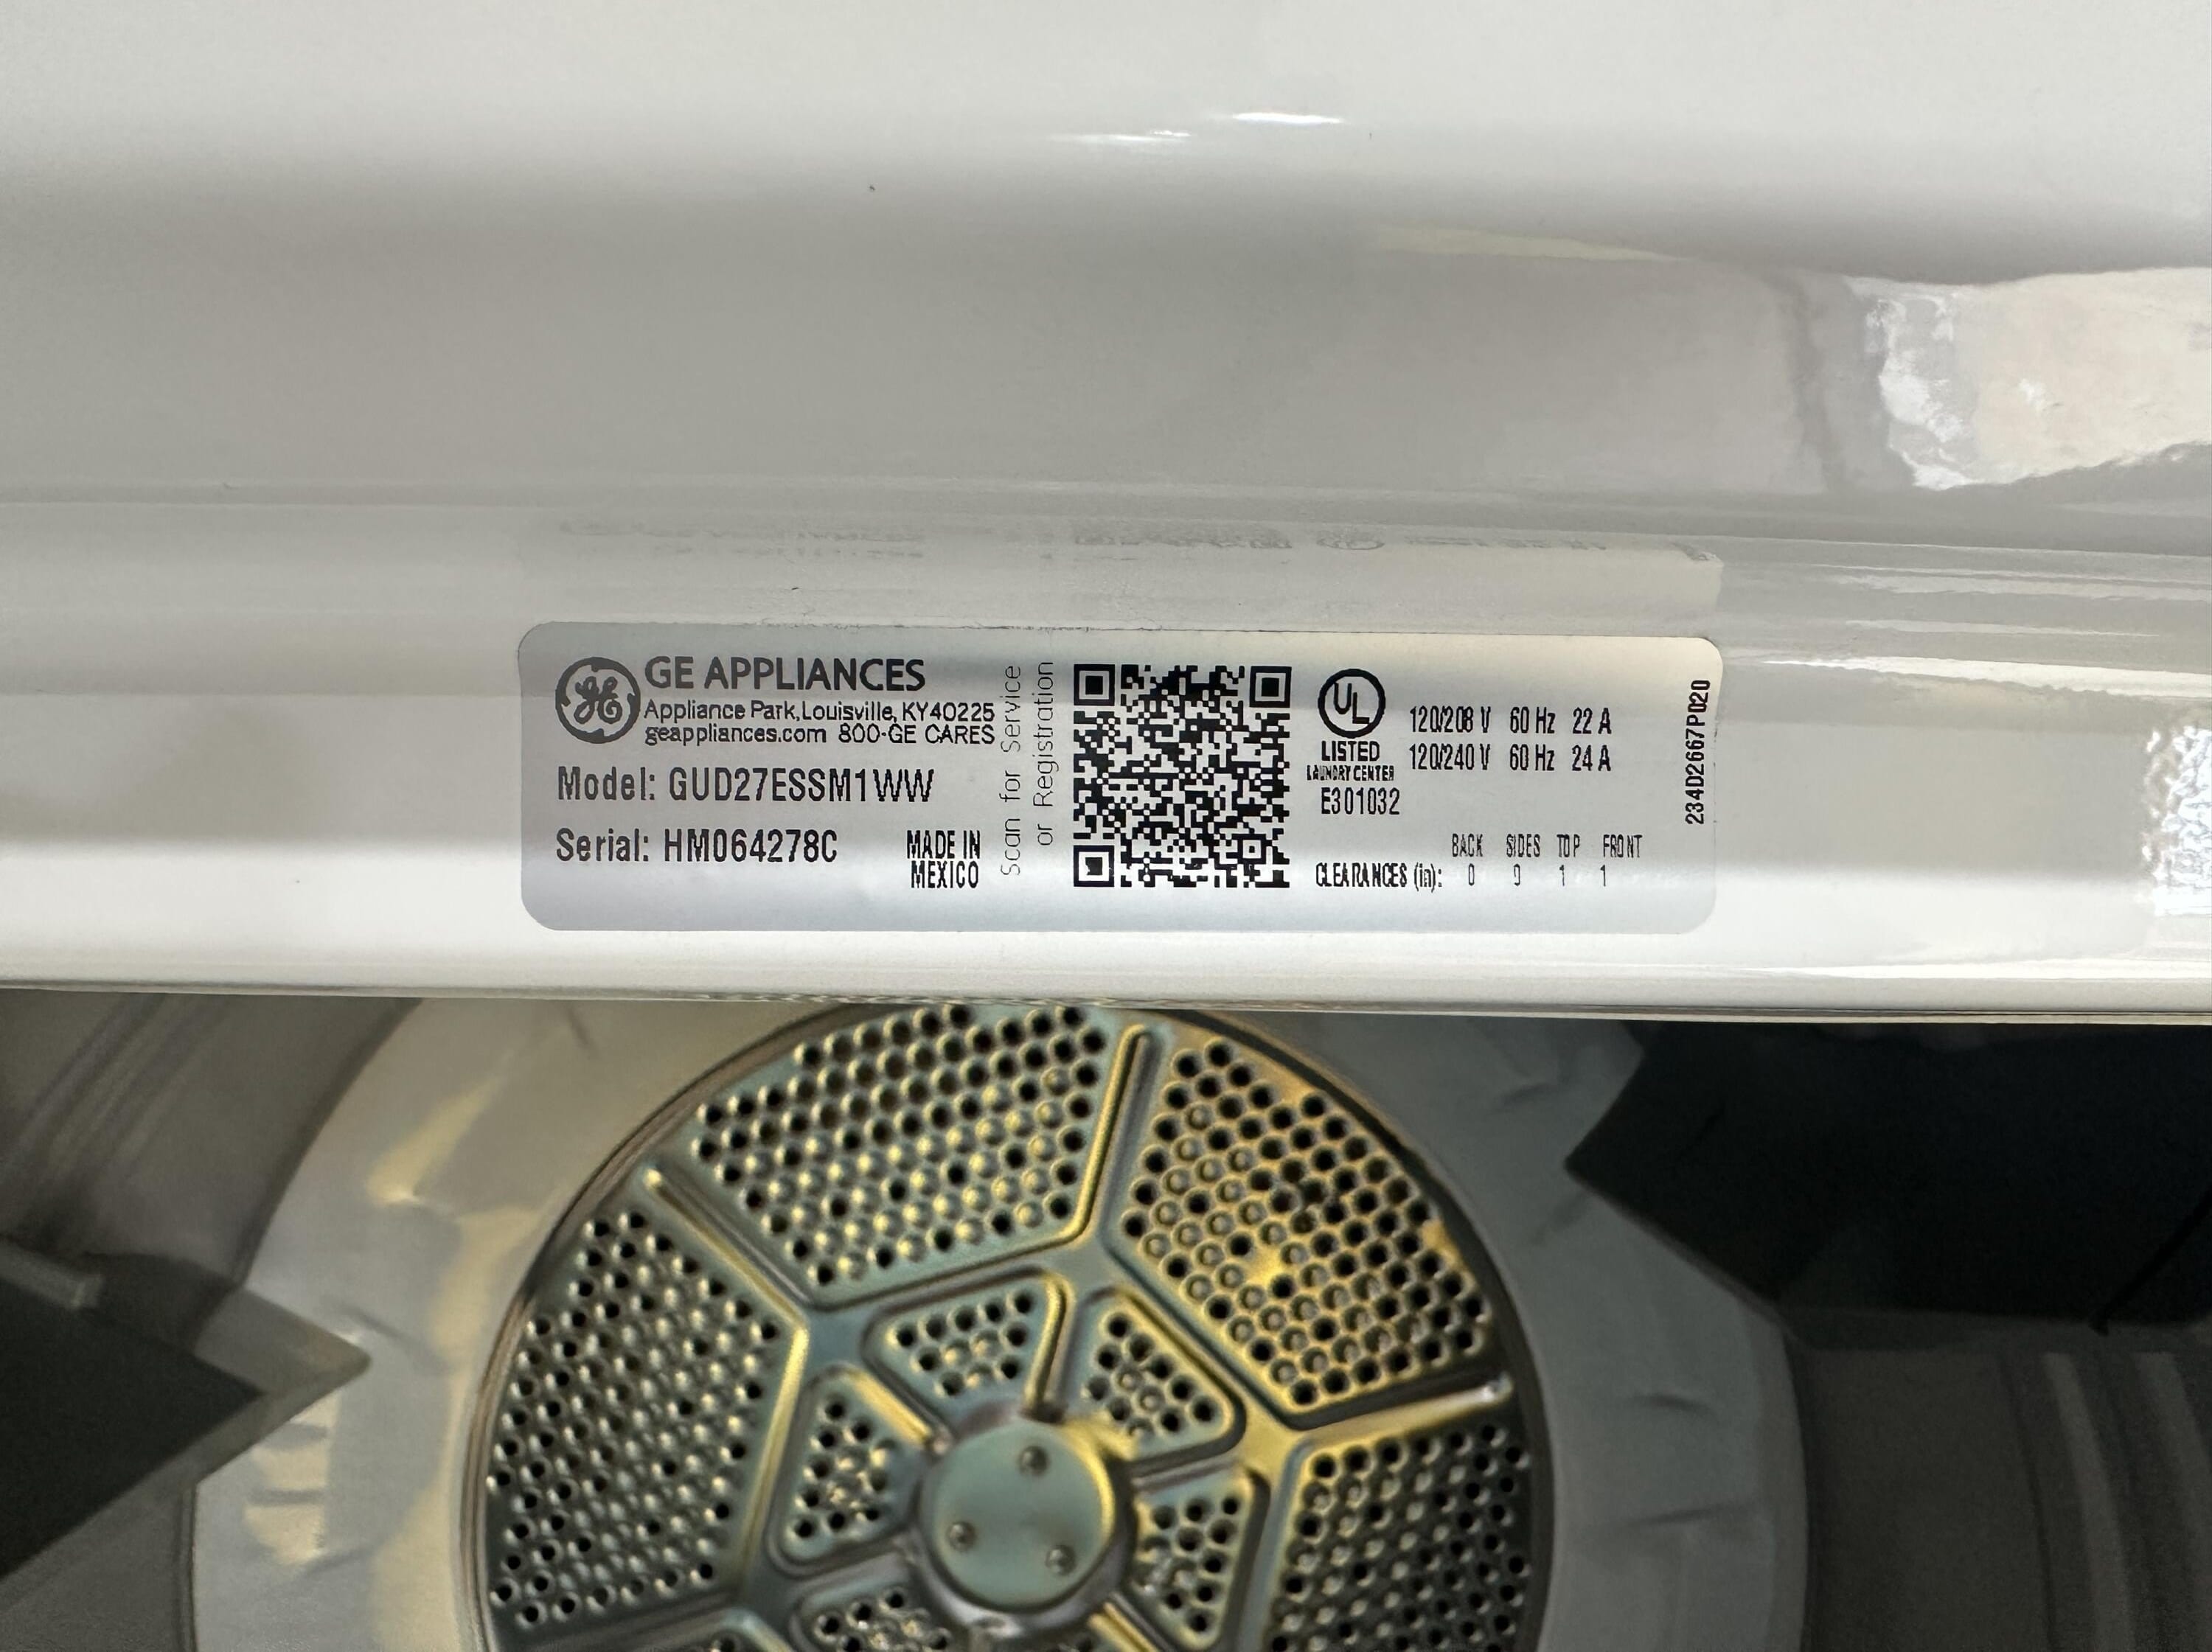 GE APPLIANCES
Appliance Park, Louisville, KY40225
geappliances.com 800-GE CARES
Model: GUD27ESSM1WW
Serial: HM064278C
MADE IN
MEXICO
Scan for Service
or Registration
UL
LISTED
LAUNDRY CENTER
E301032
120/208 V 60 Hz 22 A
120/240 V 60 Hz 24 A
BACK SIDES TOP FRONT
CLEARANCES (in): 0 0 1 1
234D2667P020